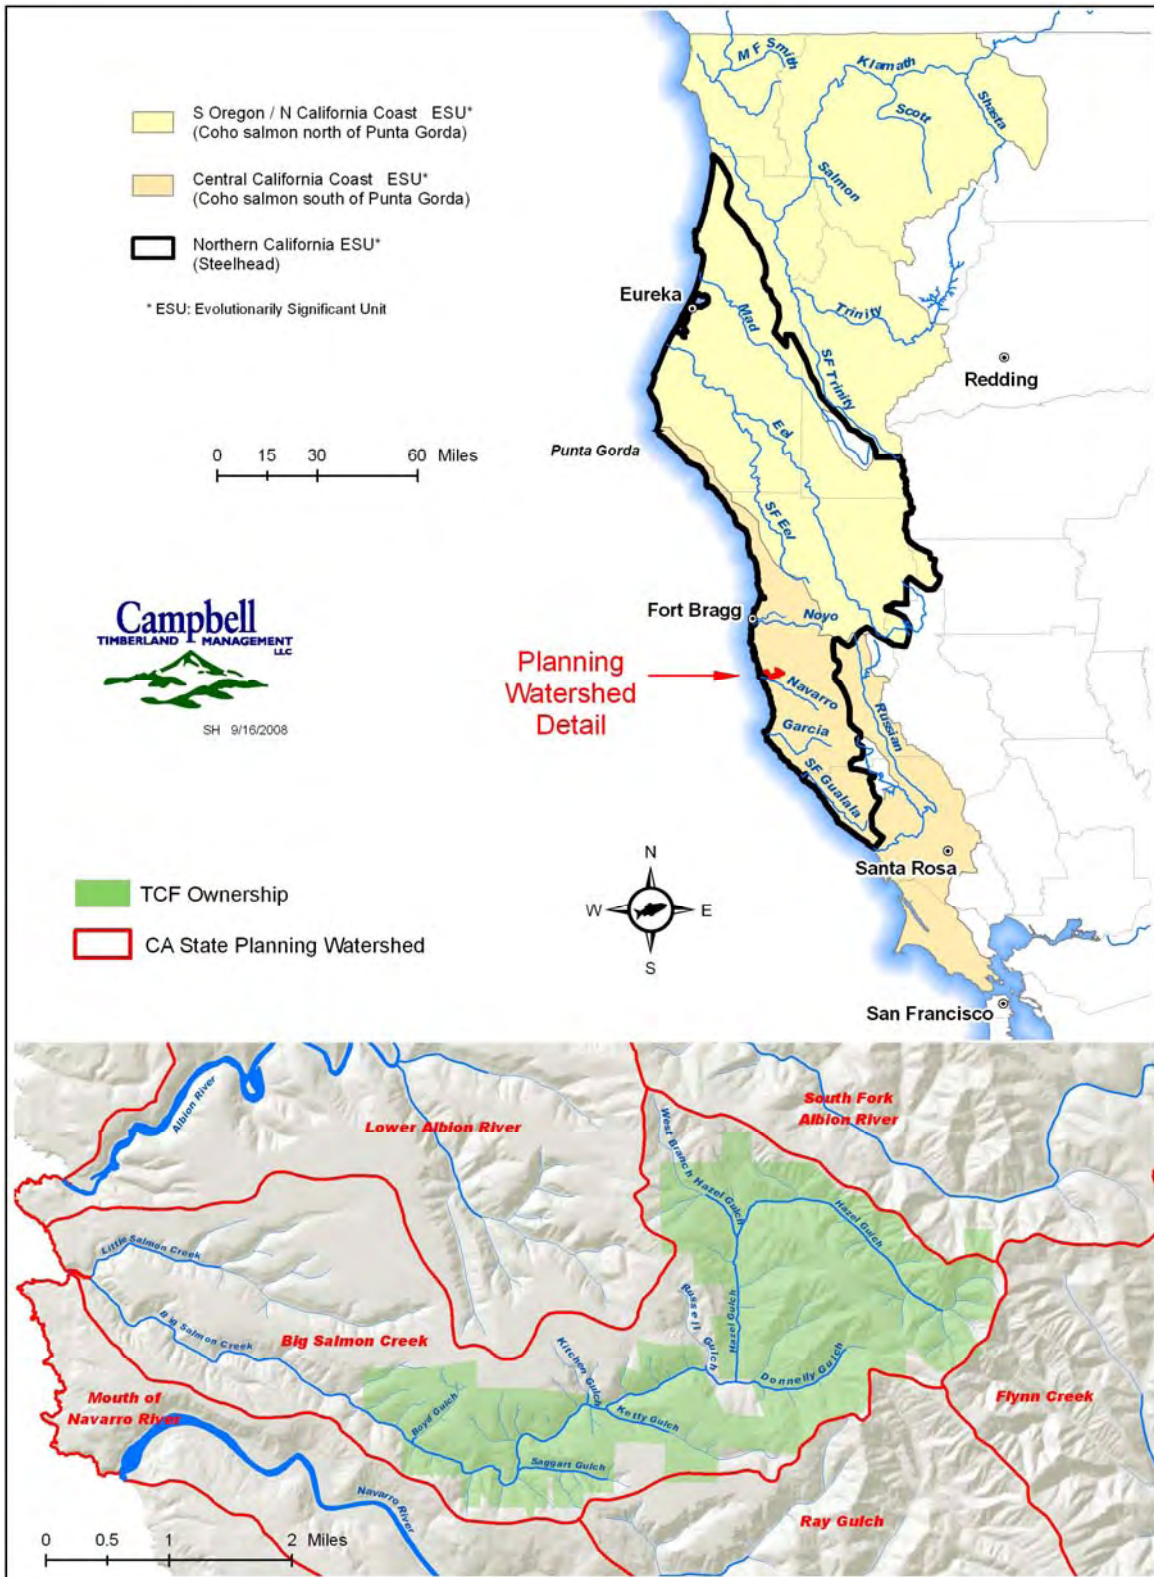 S Oregon / N California Coast ESU*
(Coho salmon north of Punta Gorda)
Central California Coast ESU*
(Coho salmon south of Punta Gorda)
Northern California ESU*
(Steelhead)
* ESU: Evolutionarily Significant Unit
0 15 30 60 Miles
Campbell
TIMBERLAND MANAGEMENT
LLC
SH 9/16/2008
MF Smith
Klamath
Scott
Shasta
Salmon
Eureka
Mad
Trinity
SF Trinity
Redding
Punta Gorda
Eel
SF Eel
Fort Bragg
Noyo
Planning
Watershed
Detail
Navarro
Garcia
Russian
SF Gualala
Santa Rosa
San Francisco
N
W
E
S
TCF Ownership
CA State Planning Watershed
Albion River
Lower Albion River
South Fork
Albion River
West Branch Hazel Gulch
Hazel Gulch
Little Salmon Creek
Big Salmon Creek
Big Salmon Creek
Russell Gulch
Hazel Gulch
Kitchen Gulch
Donnelly Gulch
Mouth of
Navarro River
Boyd Gulch
Ketty Gulch
Flynn Creek
Saggart Gulch
Navarro River
Ray Gulch
0 0.5 1 2 Miles